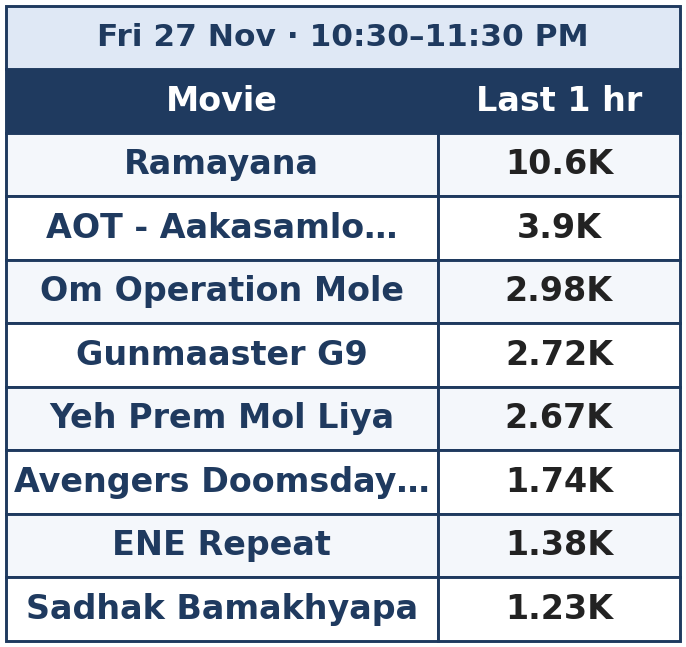 Fri 27 Nov · 10:30–11:30 PM
Movie Last 1 hr
Ramayana 10.6K
AOT - Aakasamlo... 3.9K
Om Operation Mole 2.98K
Gunmaaster G9 2.72K
Yeh Prem Mol Liya 2.67K
Avengers Doomsday... 1.74K
ENE Repeat 1.38K
Sadhak Bamakhyapa 1.23K